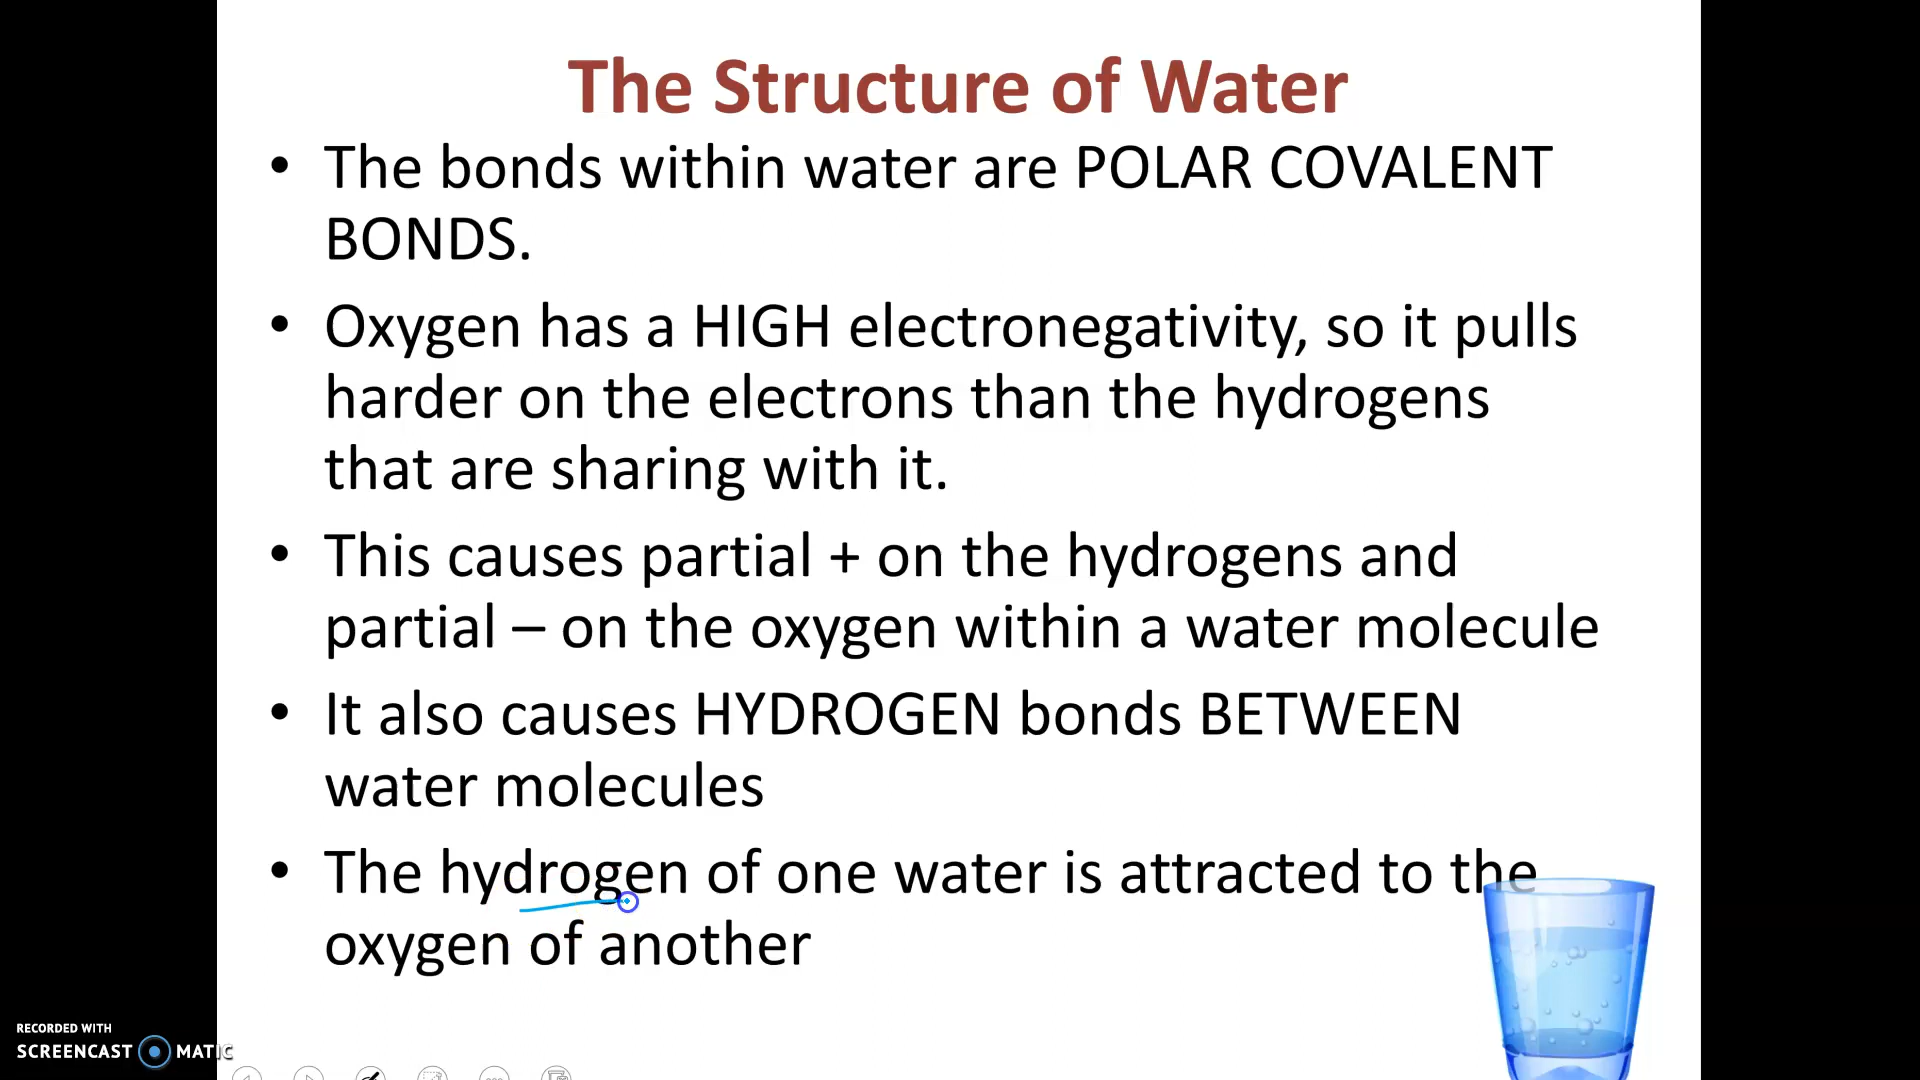 The Structure of Water
• The bonds within water are POLAR COVALENT
BONDS.
• Oxygen has a HIGH electronegativity, so it pulls
harder on the electrons than the hydrogens
that are sharing with it.
• This causes partial + on the hydrogens and
partial – on the oxygen within a water molecule
• It also causes HYDROGEN bonds BETWEEN
water molecules
• The hydrogen of one water is attracted to the
oxygen of another
RECORDED WITH
SCREENCAST MATIC